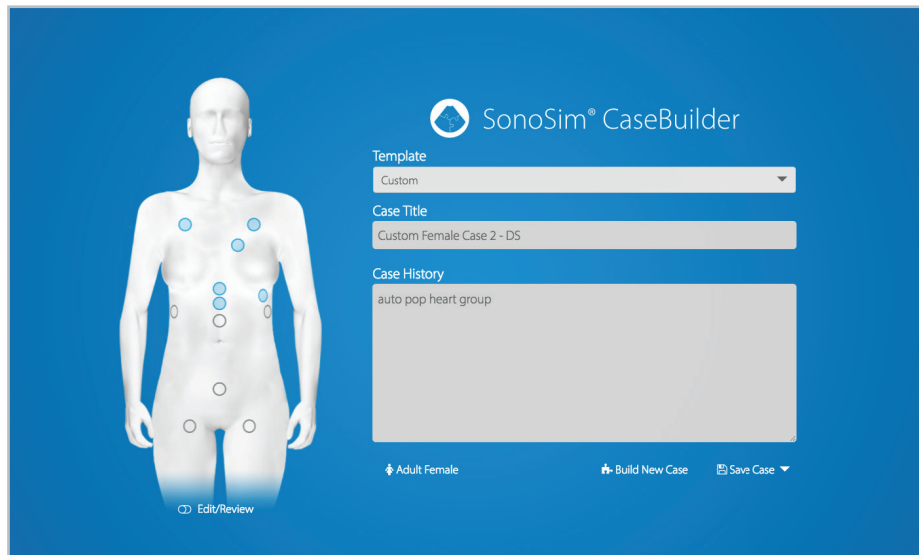 SonoSim® CaseBuilder
Template
Custom
Case Title
Custom Female Case 2 - DS
Case History
auto pop heart group
Adult Female
Build New Case
Save Case
Edit/Review